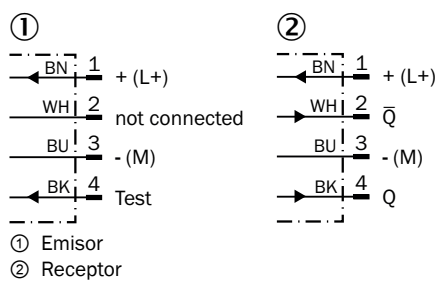 ① ②
BN 1 + (L+) BN 1 + (L+)
WH 2 not connected WH 2 Q̅
BU 3 - (M) BU 3 - (M)
BK 4 Test BK 4 Q
① Emisor
② Receptor